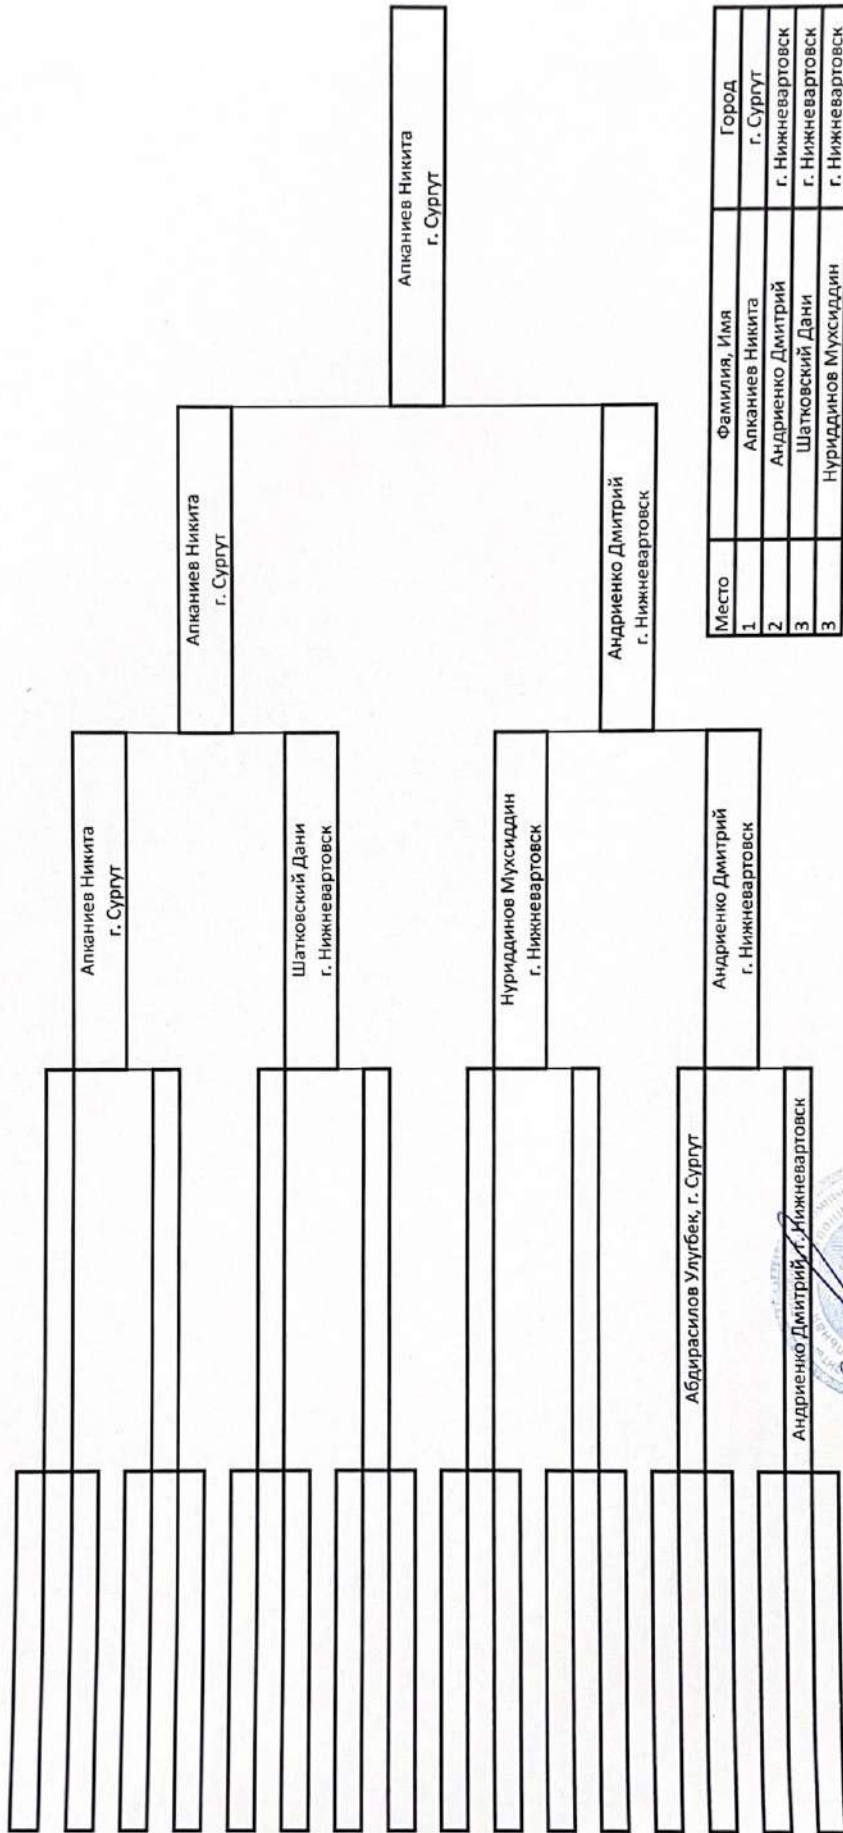 Абдирасилов Улугбек, г. Сургут
Андриенко Дмитрий, г. Нижневартовск
Апканиев Никита
г. Сургут
Шатковский Дани
г. Нижневартовск
Нуриддинов Мухсиддин
г. Нижневартовск
Андриенко Дмитрий
г. Нижневартовск
Апканиев Никита
г. Сургут
Андриенко Дмитрий
г. Нижневартовск
Апканиев Никита
г. Сургут
Место Фамилия, Имя Город
1 Апканиев Никита г. Сургут
2 Андриенко Дмитрий г. Нижневартовск
3 Шатковский Дани г. Нижневартовск
3 Нуриддинов Мухсиддин г. Нижневартовск